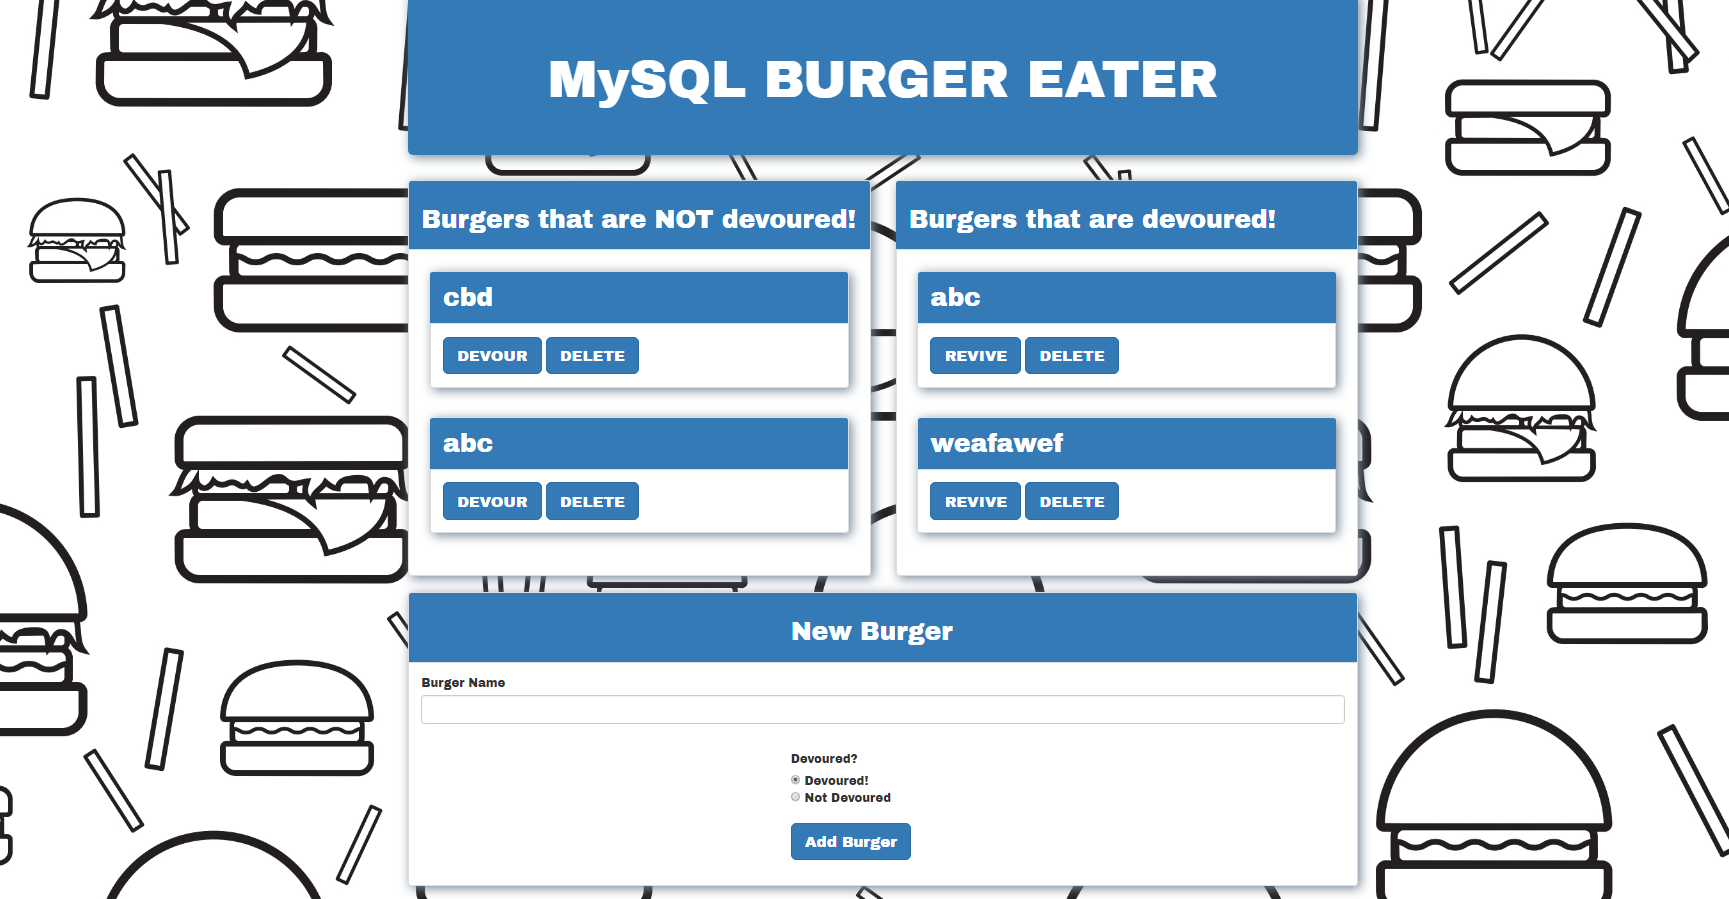 MySQL BURGER EATER
Burgers that are NOT devoured!
cbd
DEVOUR DELETE
abc
DEVOUR DELETE
Burgers that are devoured!
abc
REVIVE DELETE
weafawef
REVIVE DELETE
New Burger
Burger Name
Devoured?
Devoured!
Not Devoured
Add Burger